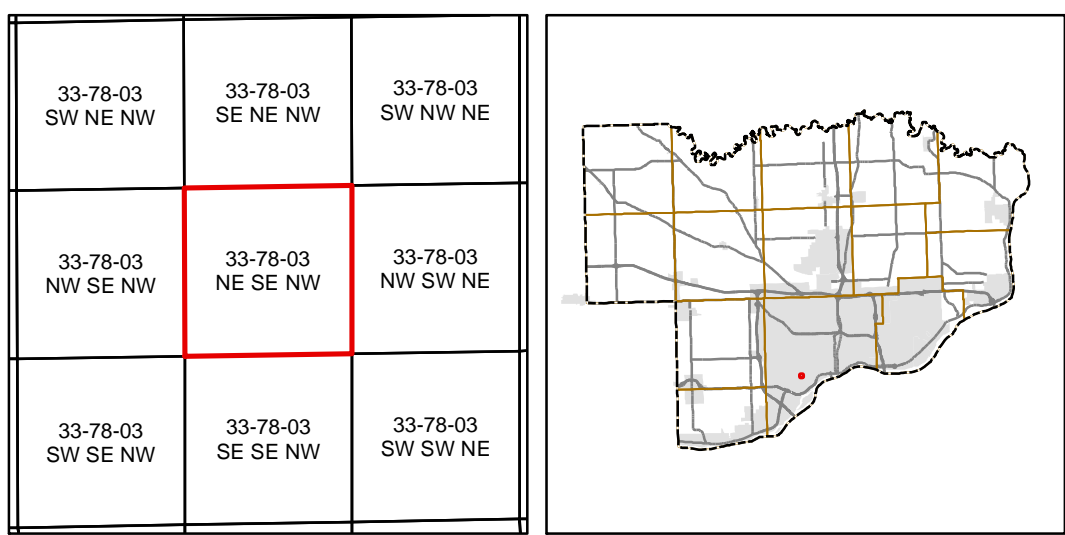 33-78-03
SW NE NW
33-78-03
SE NE NW
33-78-03
SW NW NE
33-78-03
NW SE NW
33-78-03
NE SE NW
33-78-03
NW SW NE
33-78-03
SW SE NW
33-78-03
SE SE NW
33-78-03
SW SW NE